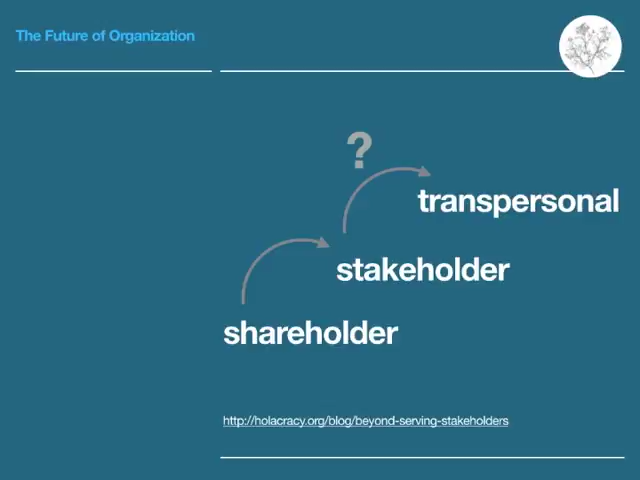 The Future of Organization
?
transpersonal
stakeholder
shareholder
http://holacracy.org/blog/beyond-serving-stakeholders